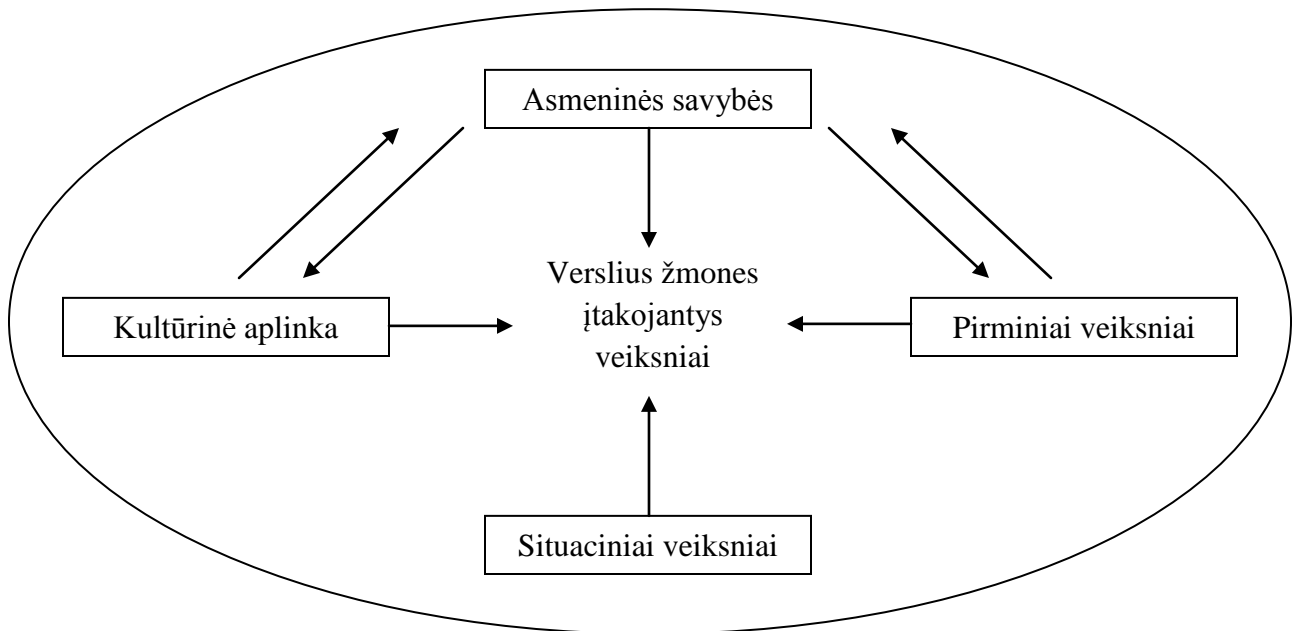 Asmeninės savybės
Verslius žmones
įtakojantys
veiksniai
Kultūrinė aplinka
Pirminiai veiksniai
Situaciniai veiksniai